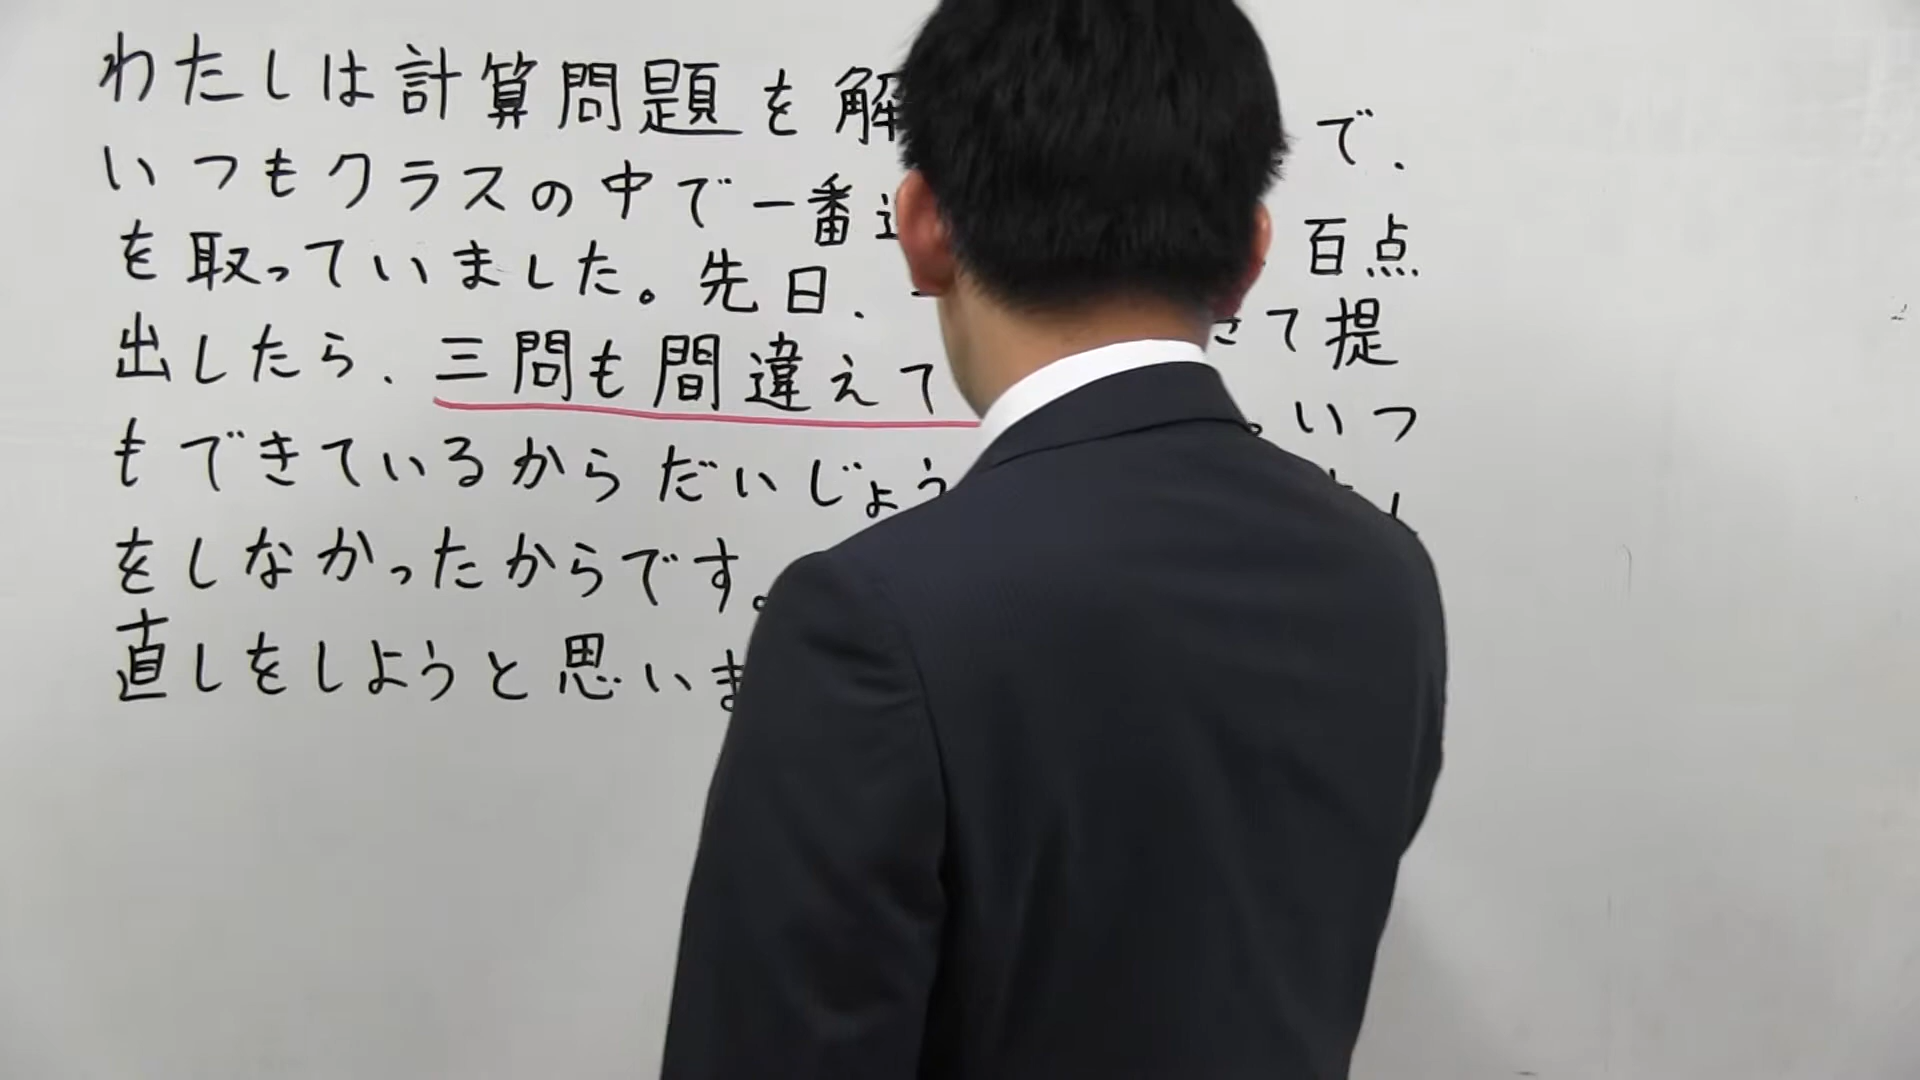 わたしは計算問題を解 で、
いつもクラスの中で一番 百点
を取っていました。先日、 て提
出したら、三問も間違えて 。いつ
もできているからだいじょう
をしなかったからです。
直しをしようと思いま